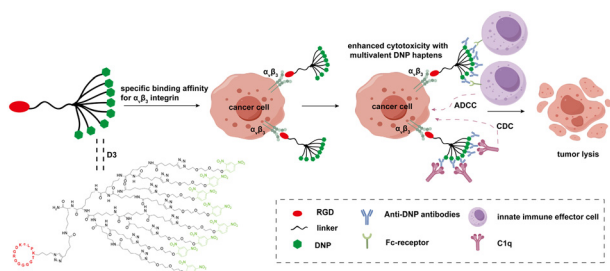 specific binding affinity
for αvβ3 integrin
D3
αvβ3
cancer cell
αvβ3
enhanced cytotoxicity with
multivalent DNP haptens
αvβ3
cancer cell
αvβ3
ADCC
CDC
tumor lysis
RGD
linker
DNP
Anti-DNP antibodies
Fc-receptor
innate immune effector cell
C1q